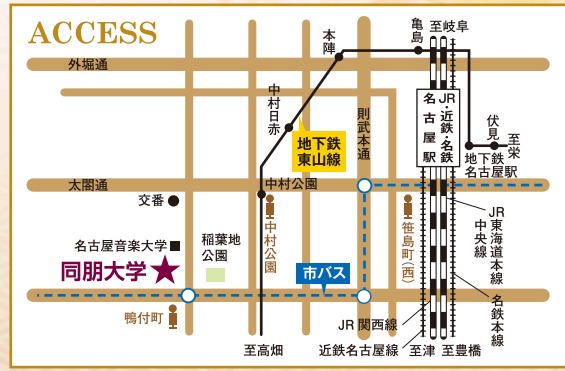 ACCESS
至岐阜
亀島
本陣
外堀通
中村日赤
則武本通
JR・近鉄・名鉄
名古屋駅
伏見
至栄
地下鉄
東山線
地下鉄
名古屋駅
太閤通
中村公園
交番
名古屋音楽大学
稲葉地
公園
中村公園
笹島町(西)
JR東海道本線
中央線
同朋大学
市バス
名鉄本線
鴨付町
JR関西線
至高畑
近鉄名古屋線
至津
至豊橋